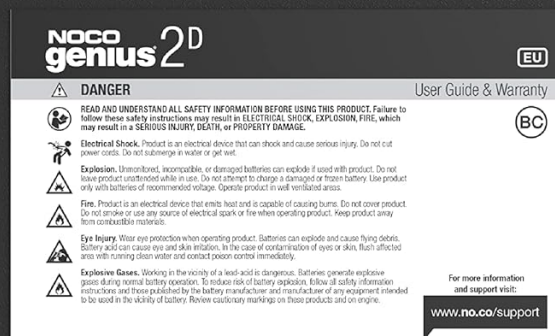 NOCO
genius® 2D
EU
DANGER
User Guide & Warranty
READ AND UNDERSTAND ALL SAFETY INFORMATION BEFORE USING THIS PRODUCT. Failure to
follow these safety instructions may result in ELECTRICAL SHOCK, EXPLOSION, FIRE, which
may result in a SERIOUS INJURY, DEATH, or PROPERTY DAMAGE.
BC
Electrical Shock. Product is an electrical device that can shock and cause serious injury. Do not cut
power cords. Do not submerge in water or get wet.
Explosion. Unmonitored, incompatible, or damaged batteries can explode if used with product. Do not
leave product unattended while in use. Do not attempt to charge a damaged or frozen battery. Use product
only with batteries of recommended voltage. Operate product in well ventilated areas.
Fire. Product is an electrical device that emits heat and is capable of causing burns. Do not cover product.
Do not smoke or use any source of electrical spark or fire when operating product. Keep product away
from combustible materials.
Eye Injury. Wear eye protection when operating product. Batteries can explode and cause flying debris.
Battery acid can cause eye and skin irritation. In the case of contamination of eyes or skin, flush affected
area with running clean water and contact poison control immediately.
Explosive Gases. Working in the vicinity of a lead-acid is dangerous. Batteries generate explosive
gases during normal battery operation. To reduce risk of battery explosion, follow all safety information
instructions and those published by the battery manufacturer and manufacturer of any equipment intended
to be used in the vicinity of battery. Review cautionary markings on these products and on engine.
For more information
and support visit:
www.no.co/support